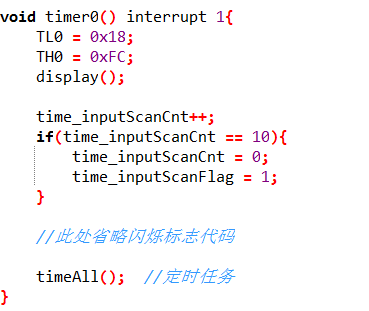 void timer0() interrupt 1{
    TL0 = 0x18;
    TH0 = 0xFC;
    display();

    time_inputScanCnt++;
    if(time_inputScanCnt == 10){
        time_inputScanCnt = 0;
        time_inputScanFlag = 1;
    }

    //此处省略闪烁标志代码

    timeAll();  //定时任务
}